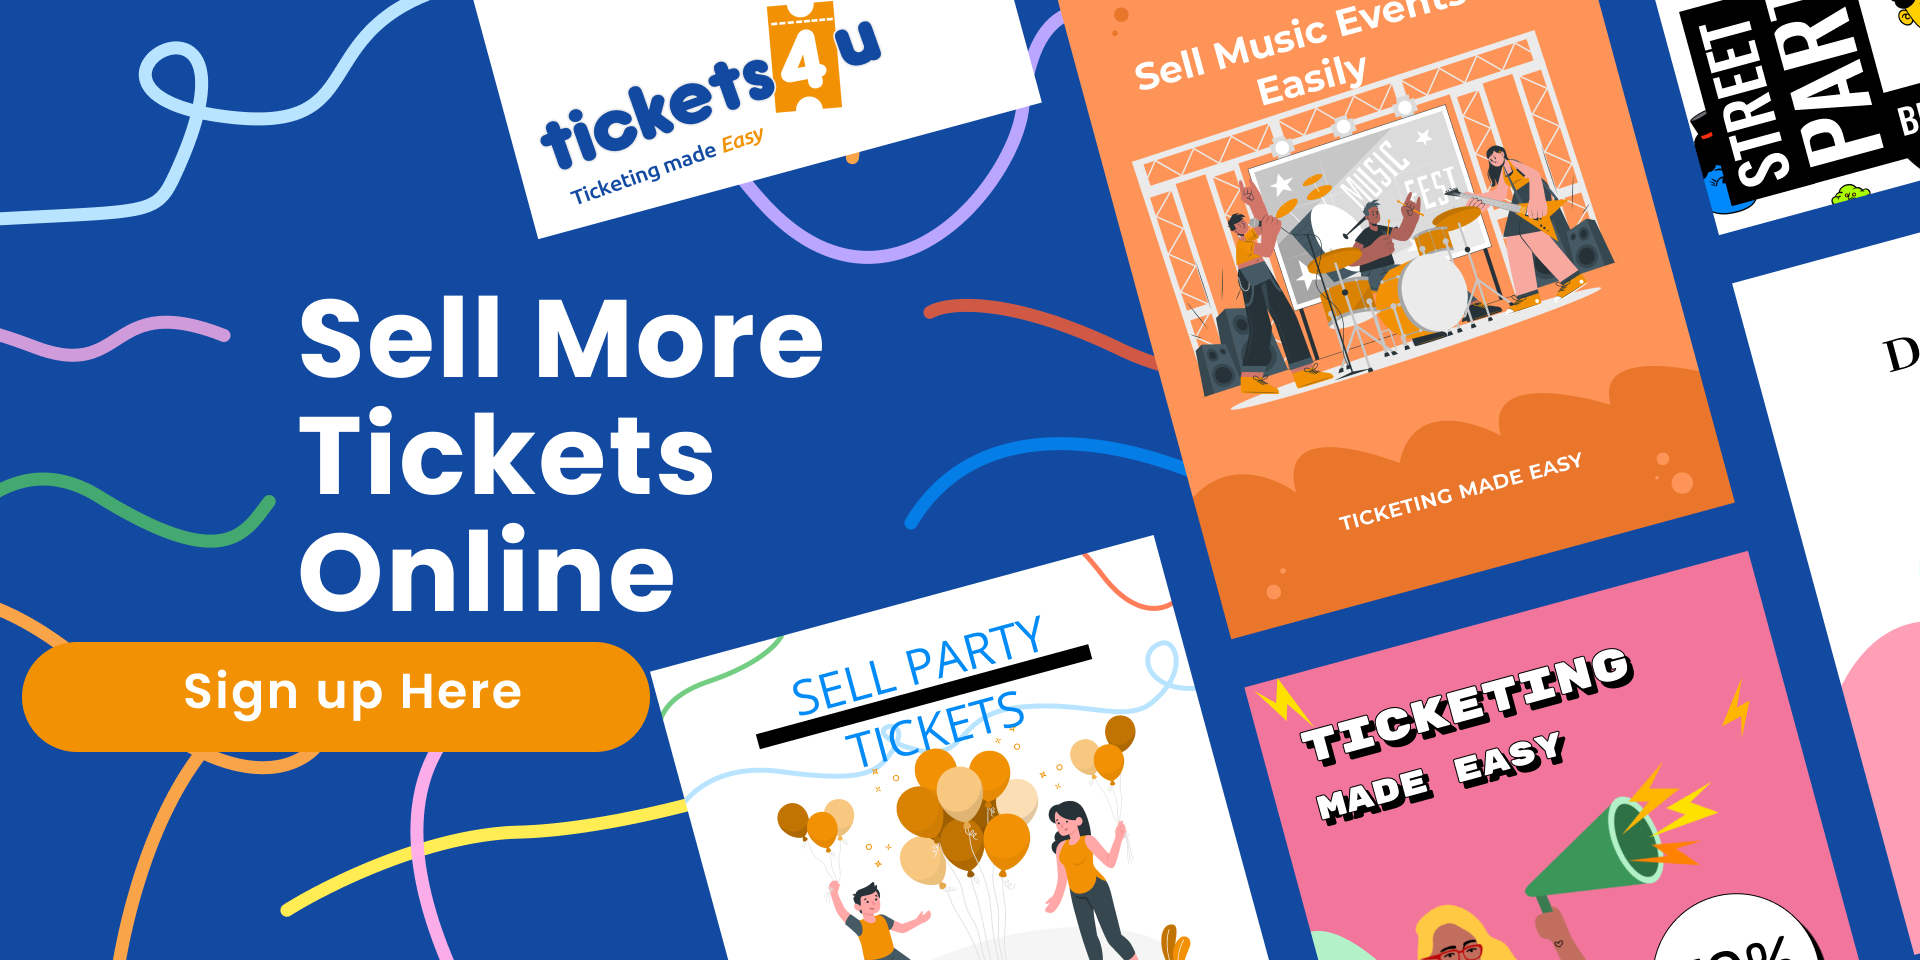 tickets4u
Ticketing made Easy
Sell More
Tickets
Online
Sign up Here
Sell Music Events
Easily
MUSIC
FEST
TICKETING MADE EASY
SELL PARTY
TICKETS
TICKETING
MADE EASY
STREET